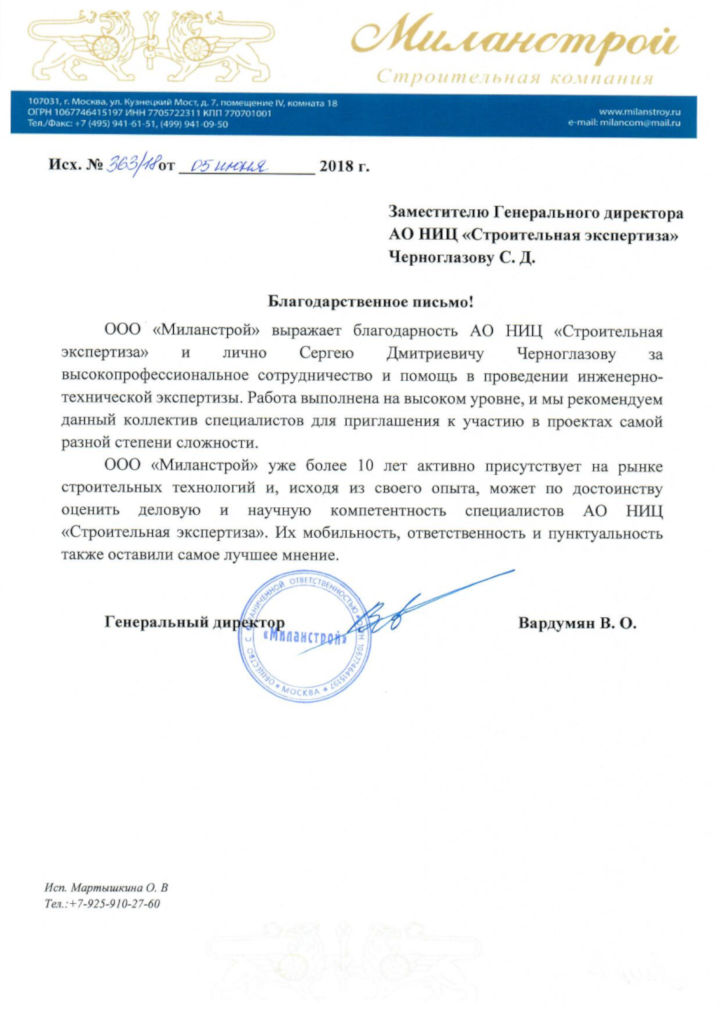 Миланстрой
Строительная компания
107031, г. Москва, ул. Кузнецкий Мост, д. 7, помещение IV, комната 18
ОГРН 1067746415197 ИНН 7705722311 КПП 770701001
www.milanstroy.ru
Тел./Факс: +7 (495) 941-61-51, (499) 941-09-50
e-mail: milancom@mail.ru
Исх. № 363/18 от 05 июня 2018 г.
Заместителю Генерального директора
АО НИЦ «Строительная экспертиза»
Черноглазову С. Д.
Благодарственное письмо!
ООО «Миланстрой» выражает благодарность АО НИЦ «Строительная
экспертиза» и лично Сергею Дмитриевичу Черноглазову за
высокопрофессиональное сотрудничество и помощь в проведении инженерно-
технической экспертизы. Работа выполнена на высоком уровне, и мы рекомендуем
данный коллектив специалистов для приглашения к участию в проектах самой
разной степени сложности.
ООО «Миланстрой» уже более 10 лет активно присутствует на рынке
строительных технологий и, исходя из своего опыта, может по достоинству
оценить деловую и научную компетентность специалистов АО НИЦ
«Строительная экспертиза». Их мобильность, ответственность и пунктуальность
также оставили самое лучшее мнение.
Генеральный директор
Вардумян В. О.
ОБЩЕСТВО С ОГРАНИЧЕННОЙ ОТВЕТСТВЕННОСТЬЮ
«Миланстрой»
МОСКВА
Исп. Мартышкина О. В
Тел.:+7-925-910-27-60